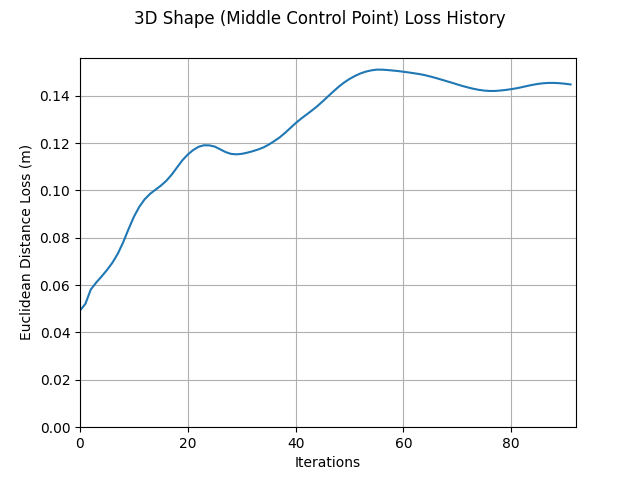 3D Shape (Middle Control Point) Loss History
Euclidean Distance Loss (m)
0.14
0.12
0.10
0.08
0.06
0.04
0.02
0.00
0 20 40 60 80
Iterations